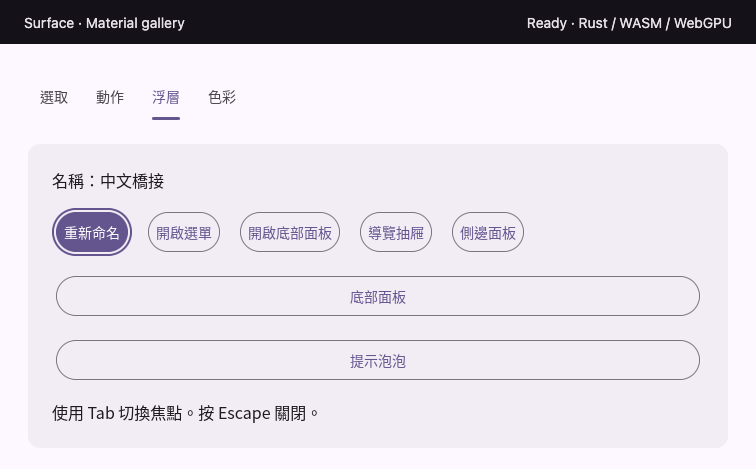 Surface · Material gallery
Ready · Rust / WASM / WebGPU
選取 動作 浮層 色彩
名稱：中文橋接
重新命名 開啟選單 開啟底部面板 導覽抽屜 側邊面板
底部面板
提示泡泡
使用 Tab 切換焦點。按 Escape 關閉。